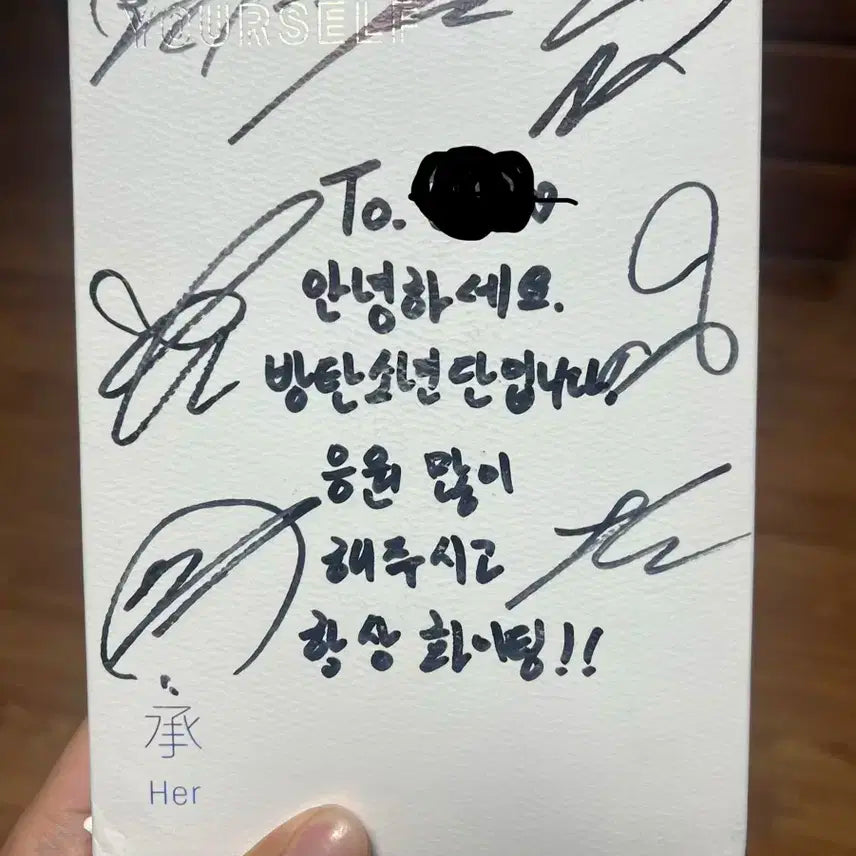 YOURSELF
To.
안녕하세요.
방탄소년단입니다!
응원 많이
해주시고
항상 화이팅!!
承
Her